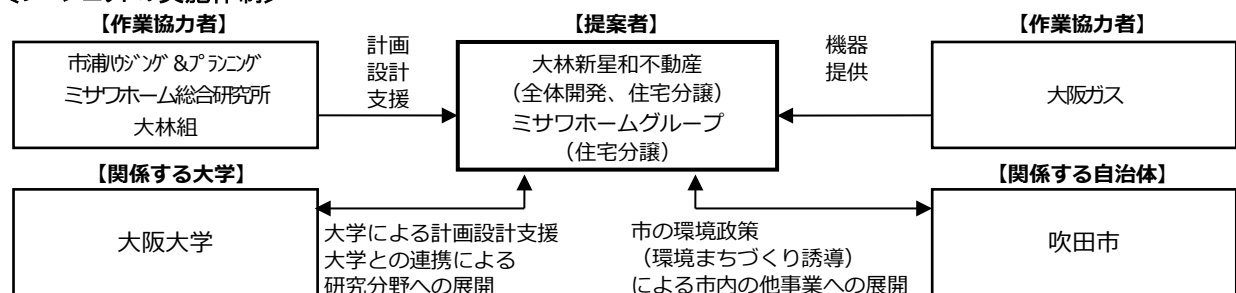 【作業協力者】
市浦ﾊｳｼﾞﾝｸﾞ&ﾌﾟﾗﾝﾆﾝｸﾞ
ミサワホーム総合研究所
大林組
計画
設計
支援
【提案者】
大林新星和不動産
（全体開発、住宅分譲）
ミサワホームグループ
（住宅分譲）
機器
提供
【作業協力者】
大阪ガス
【関係する大学】
大阪大学
大学による計画設計支援
大学との連携による
研究分野への展開
市の環境政策
（環境まちづくり誘導）
による市内の他事業への展開
【関係する自治体】
吹田市